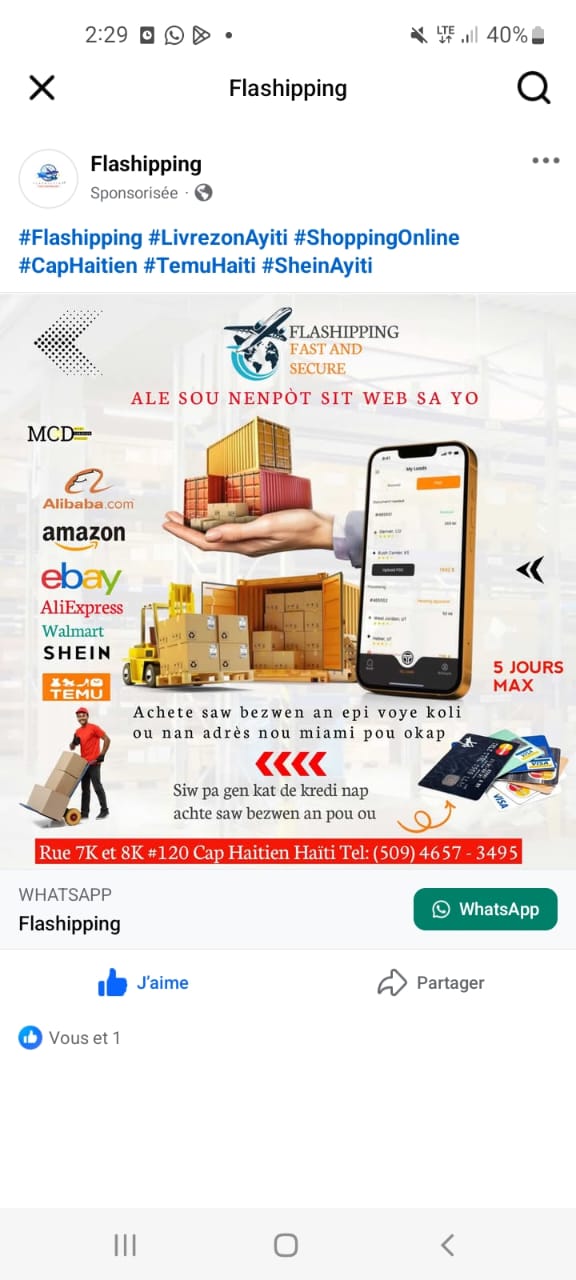 2:29
LTE
40%
Flashipping
Flashipping
Sponsorisée ·
#Flashipping #LivrezonAyiti #ShoppingOnline
#CapHaitien #TemuHaiti #SheinAyiti
FLASHIPPING
FAST AND
SECURE
ALE SOU NENPÒT SIT WEB SA YO
MCD
Alibaba.com
amazon
ebay
AliExpress
Walmart
SHEIN
TEMU
My Loads
5 JOURS
MAX
Achete saw bezwen an epi voye koli
ou nan adrès nou miami pou okap
Siw pa gen kat de kredi nap
achte saw bezwen an pou ou
VISA
Rue 7K et 8K #120 Cap Haitien Haïti Tel: (509) 4657 - 3495
WHATSAPP
Flashipping
WhatsApp
J'aime
Partager
Vous et 1